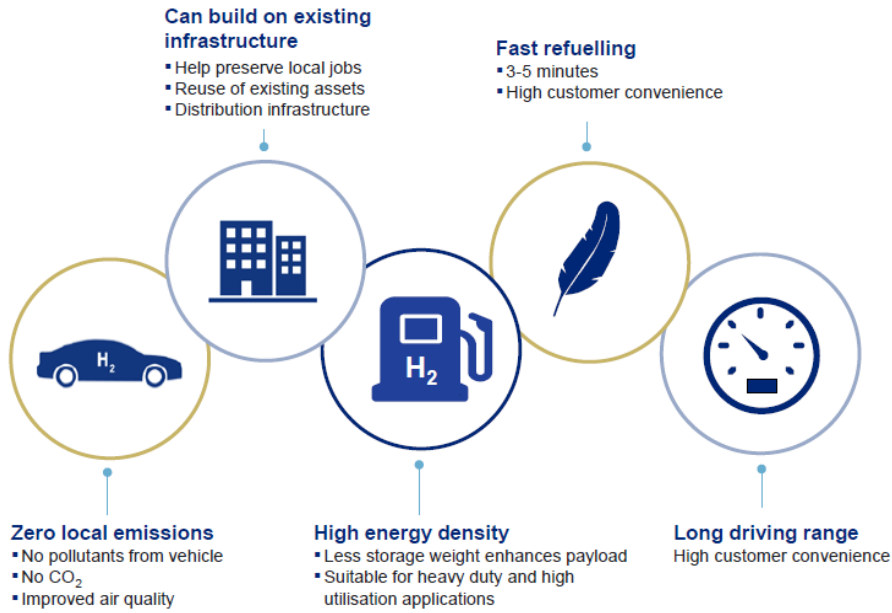 Can build on existing
infrastructure
▪ Help preserve local jobs
▪ Reuse of existing assets
▪ Distribution infrastructure
Fast refuelling
▪ 3-5 minutes
▪ High customer convenience
H2
H2
Zero local emissions
▪ No pollutants from vehicle
▪ No CO2
▪ Improved air quality
High energy density
▪ Less storage weight enhances payload
▪ Suitable for heavy duty and high
utilisation applications
Long driving range
High customer convenience